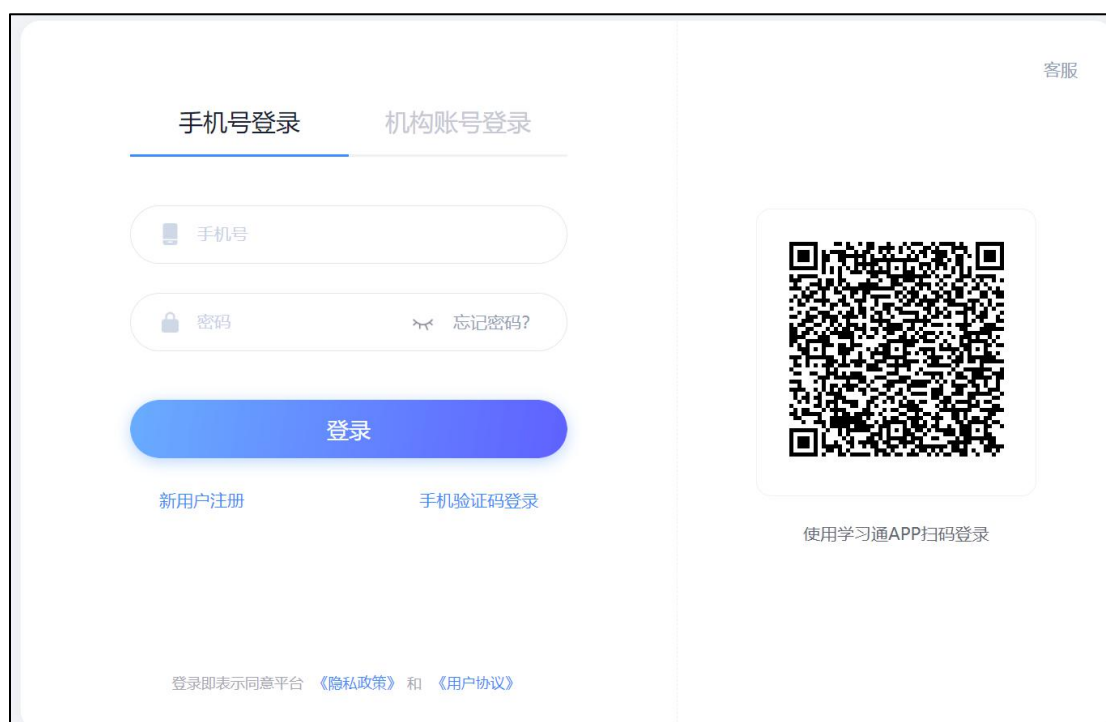 客服
手机号登录
机构账号登录
手机号
密码
忘记密码?
登录
新用户注册
手机验证码登录
使用学习通APP扫码登录
登录即表示同意平台 《隐私政策》 和 《用户协议》